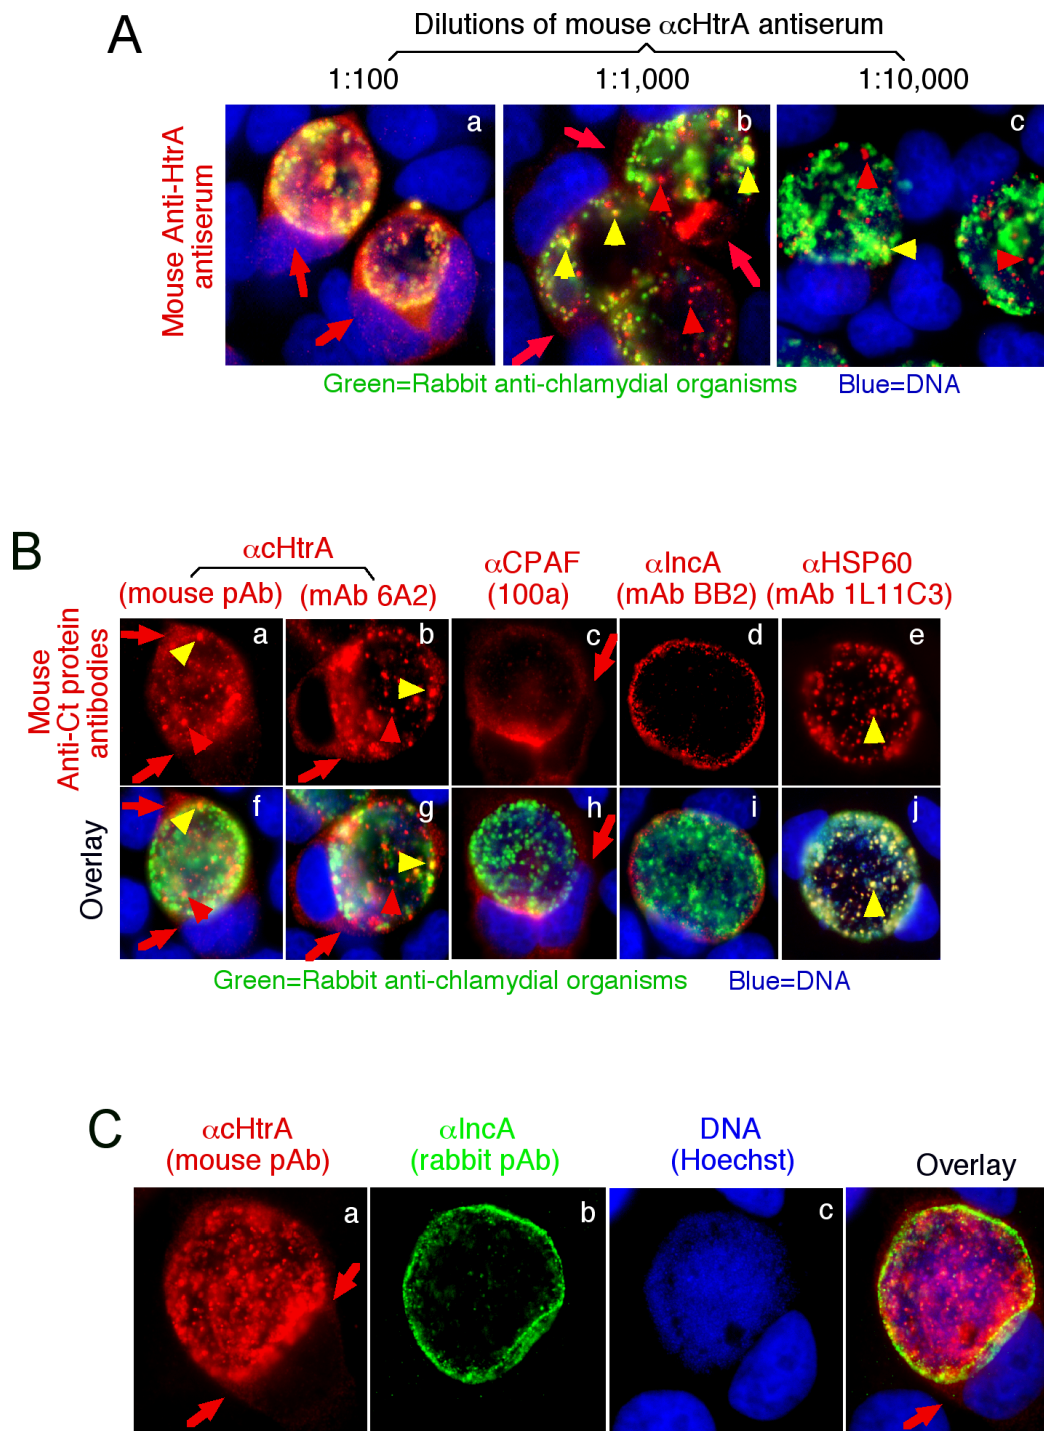 A
Dilutions of mouse αcHtrA antiserum
1:100 1:1,000 1:10,000
Mouse Anti-HtrA
antiserum
a b c
Green=Rabbit anti-chlamydial organisms Blue=DNA
B
αcHtrA
(mouse pAb) (mAb 6A2)
αCPAF
(100a)
αIncA
(mAb BB2)
αHSP60
(mAb 1L11C3)
Mouse
Anti-Ct protein
antibodies
a b c d e
Overlay
f g h i j
Green=Rabbit anti-chlamydial organisms Blue=DNA
C
αcHtrA
(mouse pAb)
αIncA
(rabbit pAb)
DNA
(Hoechst)
Overlay
a b c